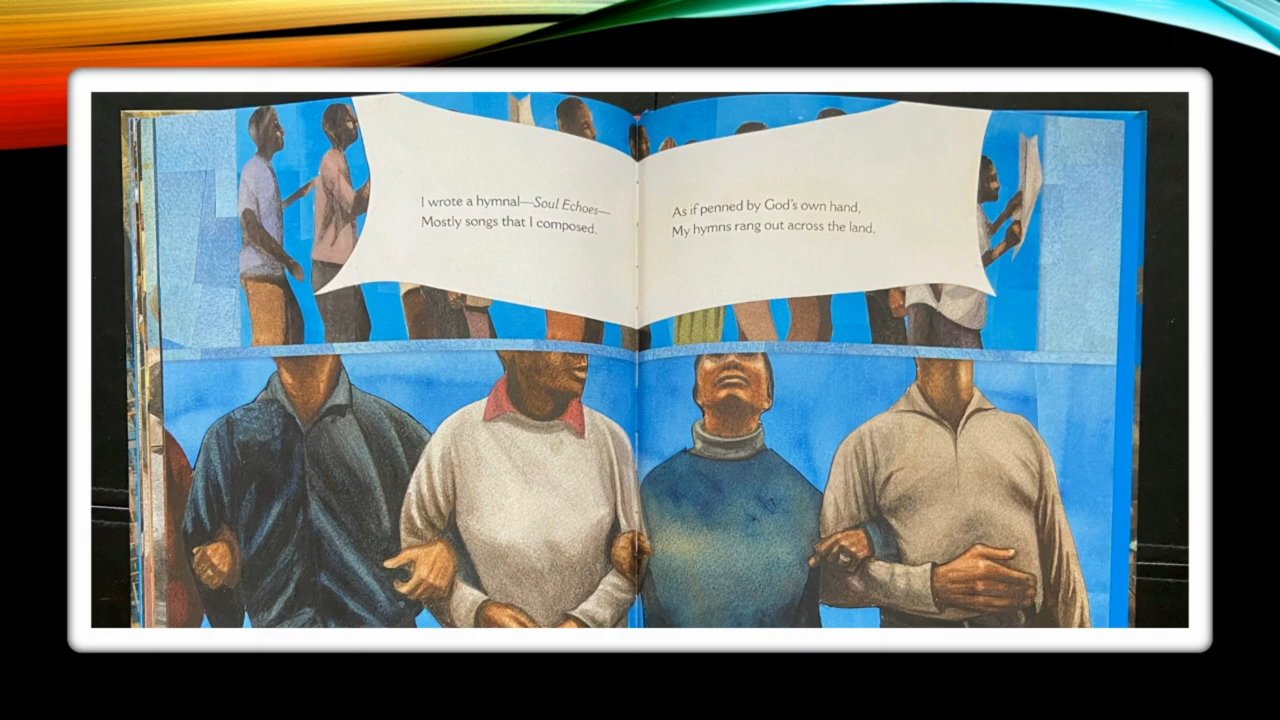 I wrote a hymnal—Soul Echoes—
Mostly songs that I composed.
As if penned by God's own hand,
My hymns rang out across the land.